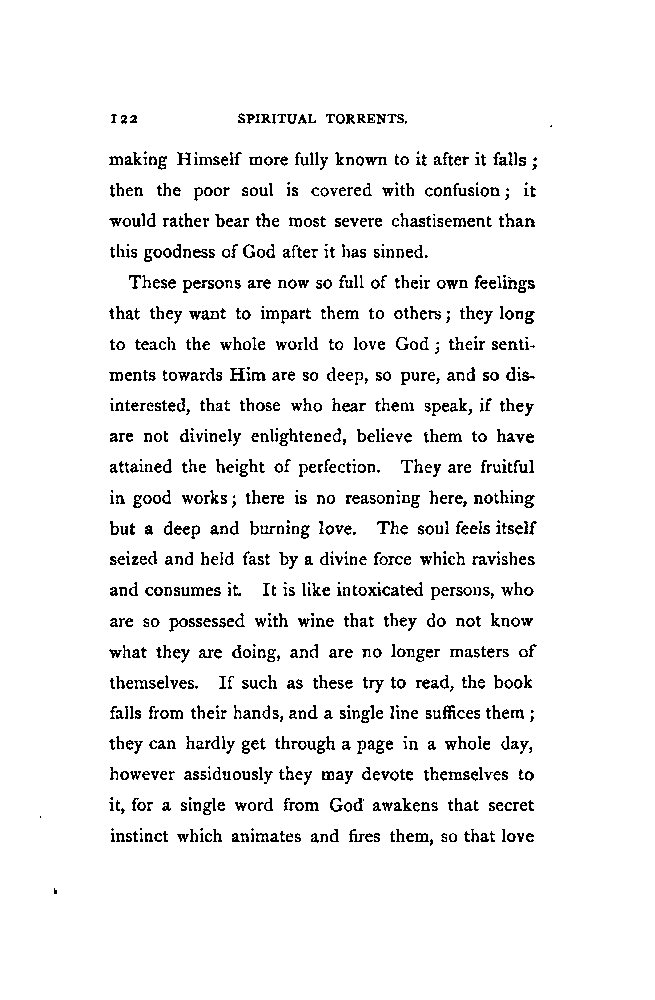 122 SPIRITUAL TORRENTS.
making Himself more fully known to it after it falls ;
then the poor soul is covered with confusion ; it
would rather bear the most severe chastisement than
this goodness of God after it has sinned.
These persons are now so full of their own feelings
that they want to impart them to others ; they long
to teach the whole world to love God ; their senti-
ments towards Him are so deep, so pure, and so dis-
interested, that those who hear them speak, if they
are not divinely enlightened, believe them to have
attained the height of perfection. They are fruitful
in good works ; there is no reasoning here, nothing
but a deep and burning love. The soul feels itself
seized and held fast by a divine force which ravishes
and consumes it. It is like intoxicated persons, who
are so possessed with wine that they do not know
what they are doing, and are no longer masters of
themselves. If such as these try to read, the book
falls from their hands, and a single line suffices them ;
they can hardly get through a page in a whole day,
however assiduously they may devote themselves to
it, for a single word from God awakens that secret
instinct which animates and fires them, so that love